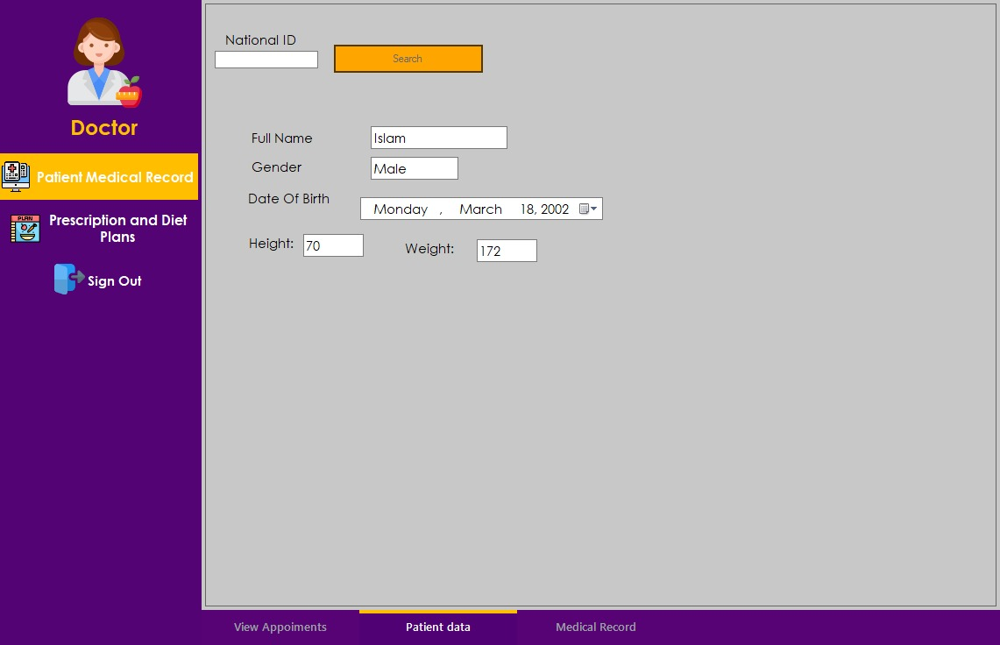 Doctor
Patient Medical Record
PLAN
Prescription and Diet
Plans
Sign Out
National ID
Search
Full Name Islam
Gender Male
Date Of Birth Monday , March 18, 2002
Height: 70 Weight: 172
View Appoiments Patient data Medical Record